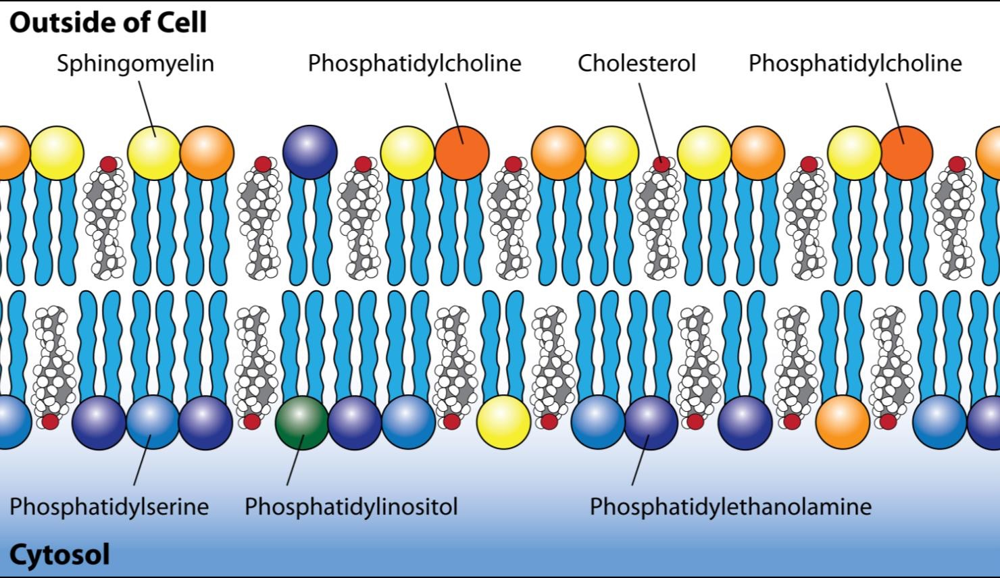 Outside of Cell
Sphingomyelin
Phosphatidylcholine
Cholesterol
Phosphatidylcholine
Phosphatidylserine
Phosphatidylinositol
Phosphatidylethanolamine
Cytosol